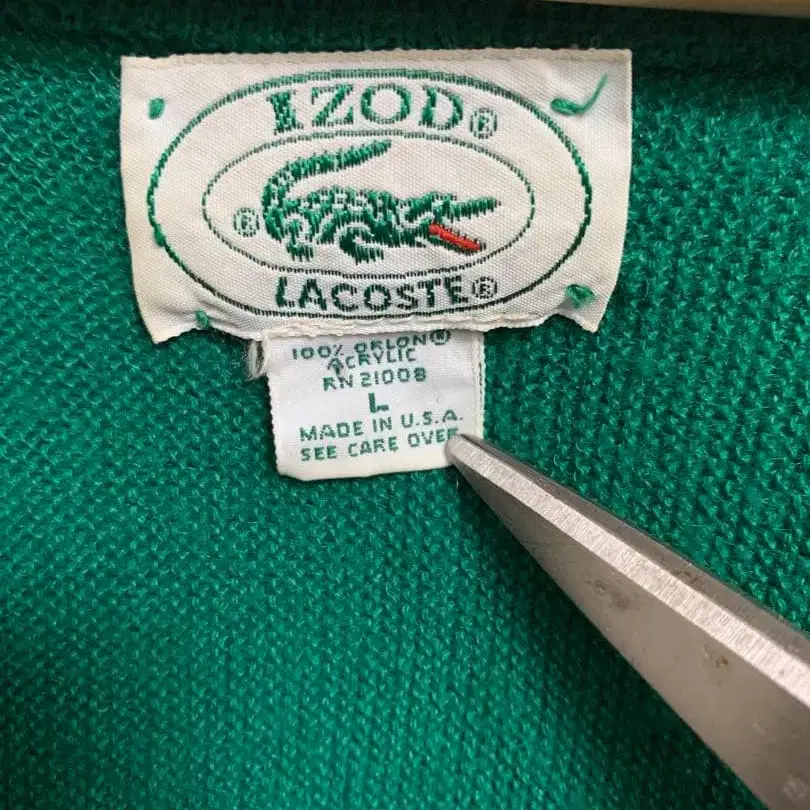 IZOD®
®
LACOSTE®
100% ORLON®
ACRYLIC
RN 21008
L
MADE IN U.S.A.
SEE CARE OVER